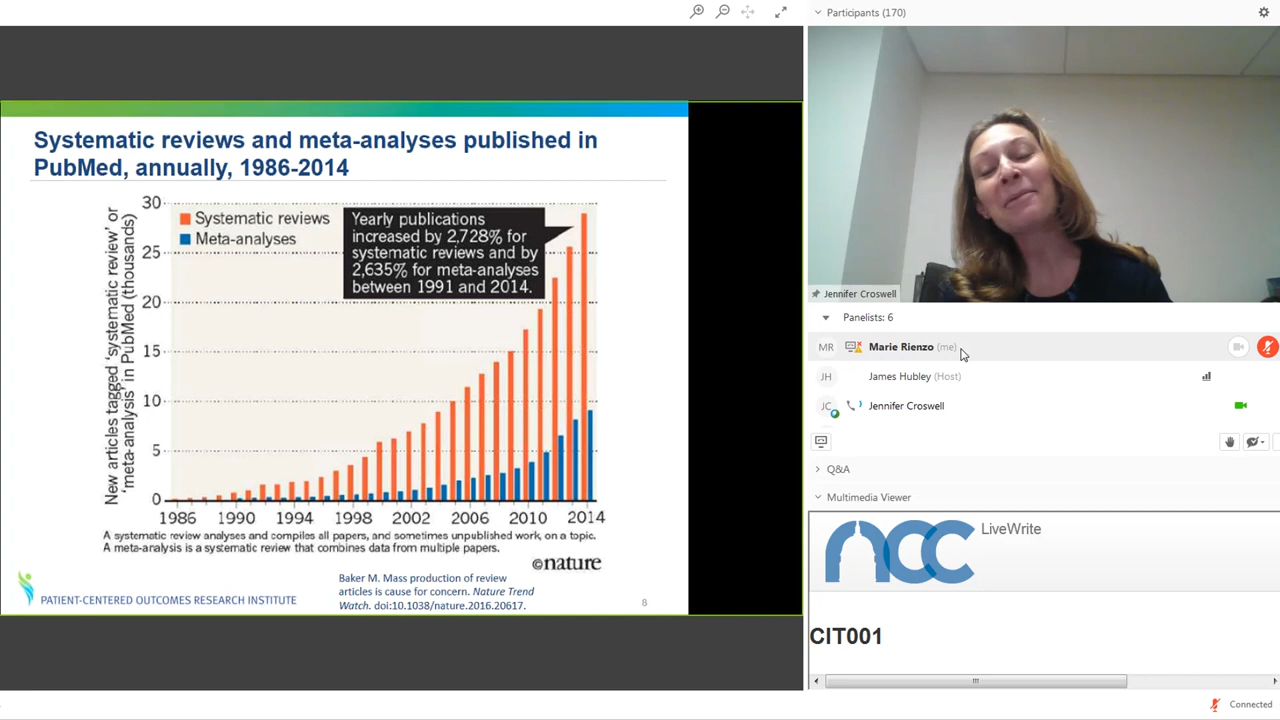 Participants (170)
Systematic reviews and meta-analyses published in
PubMed, annually, 1986-2014
New articles tagged 'systematic review' or
'meta-analysis' in PubMed (thousands)
30
25
20
15
10
5
0
Systematic reviews
Meta-analyses
Yearly publications
increased by 2,728% for
systematic reviews and by
2,635% for meta-analyses
between 1991 and 2014.
1986 1990 1994 1998 2002 2006 2010 2014
A systematic review analyses and compiles all papers, and sometimes unpublished work, on a topic.
A meta-analysis is a systematic review that combines data from multiple papers.
©nature
Baker M. Mass production of review
articles is cause for concern. Nature Trend
Watch. doi:10.1038/nature.2016.20617.
PATIENT-CENTERED OUTCOMES RESEARCH INSTITUTE
8
Jennifer Croswell
Panelists: 6
MR Marie Rienzo (me)
JH James Hubley (Host)
JC Jennifer Croswell
Q&A
Multimedia Viewer
ncc LiveWrite
CIT001
Connected